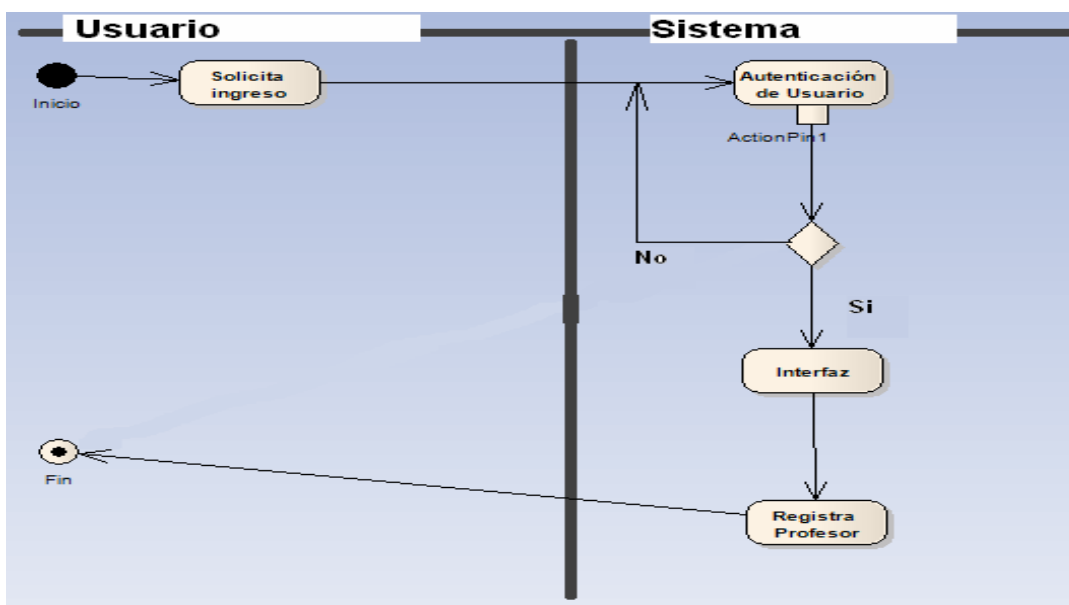 Usuario
Sistema
Inicio
Solicita
ingreso
Autenticación
de Usuario
ActionPin1
No
Si
Interfaz
Fin
Registra
Profesor